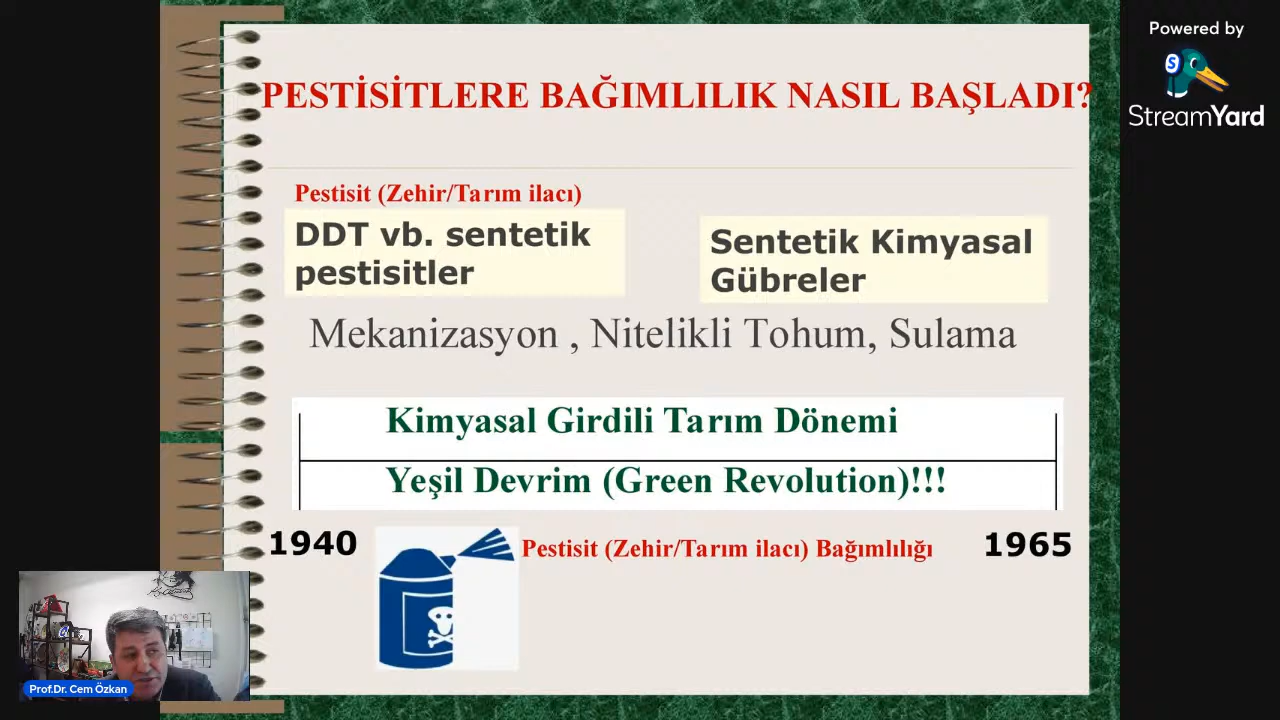 Powered by
StreamYard
PESTİSİTLERE BAĞIMLILIK NASIL BAŞLADI?
Pestisit (Zehir/Tarım ilacı)
DDT vb. sentetik
pestisitler
Sentetik Kimyasal
Gübreler
Mekanizasyon , Nitelikli Tohum, Sulama
Kimyasal Girdili Tarım Dönemi
Yeşil Devrim (Green Revolution)!!!
1940
Pestisit (Zehir/Tarım ilacı) Bağımlılığı
1965
Prof.Dr. Cem Özkan